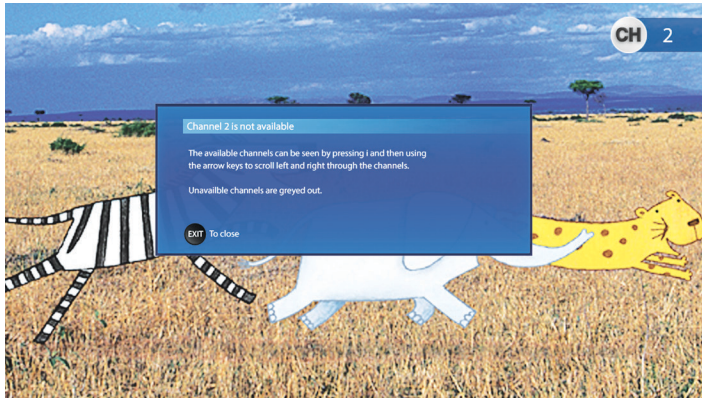 CH 2
Channel 2 is not available
The available channels can be seen by pressing i and then using
the arrow keys to scroll left and right through the channels.
Unavailble channels are greyed out.
EXIT To close